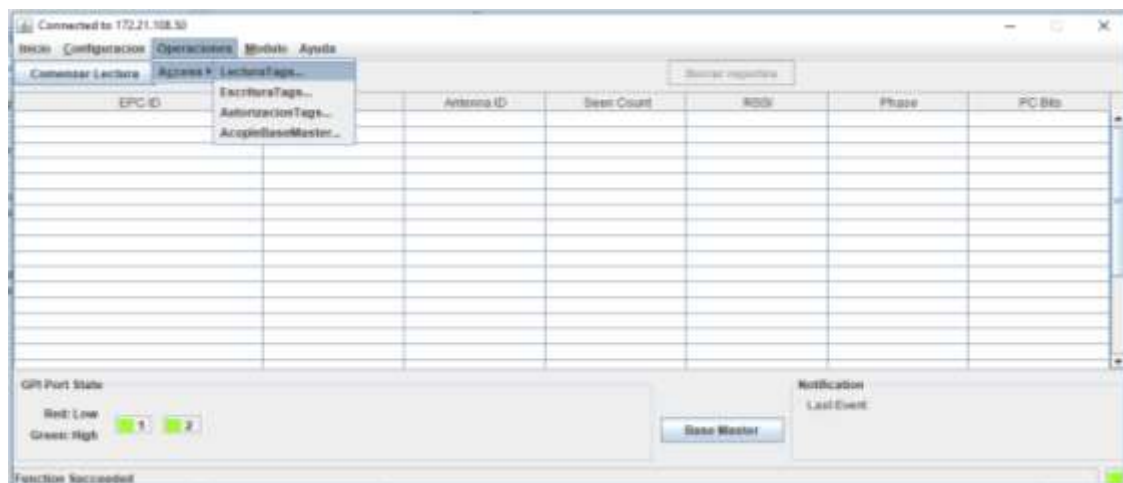 Connected to 172.21.108.50
Inicio Configuracion Operaciones Modulo Ayuda
Comenzar Lectura Access LecturaTags... Borrar reportes
EPC ID Antenna ID Seen Count RSSI Phase PC Bits
EscrituraTags...
AutorizacionTags...
AcopleBaseMaster...
GPI Port State
Red: Low
Green: High
1 2
Base Master
Notification
Last Event:
Function Succeeded